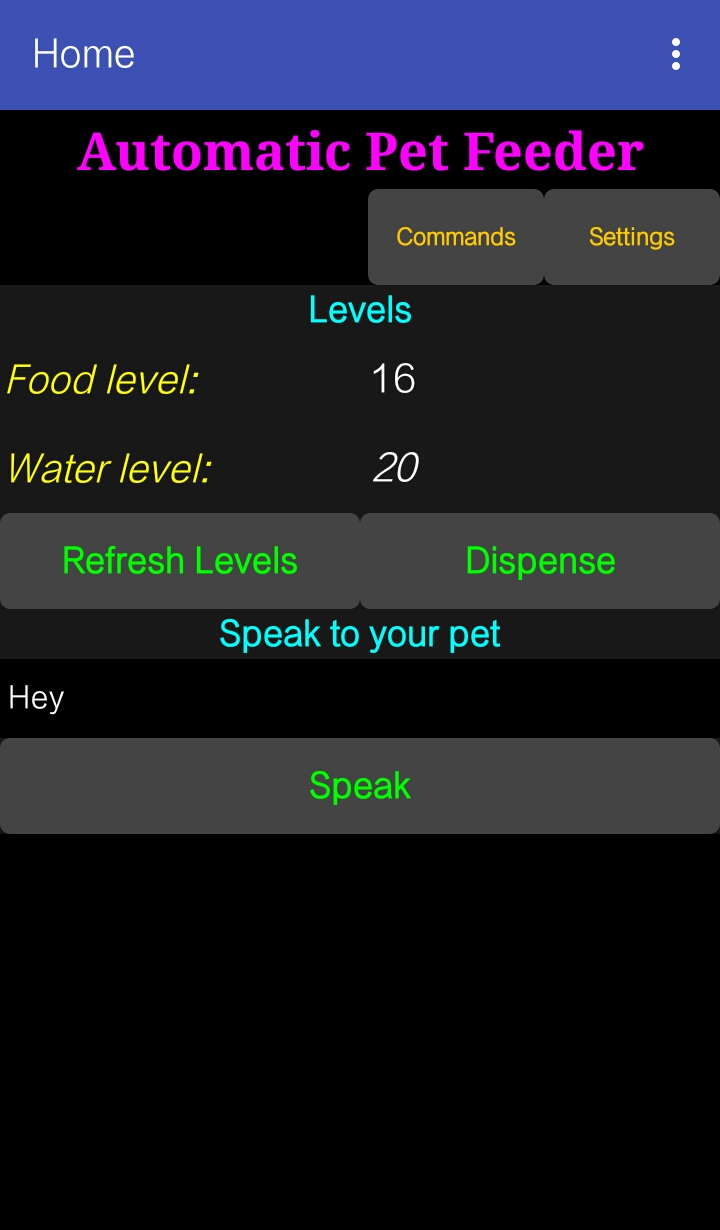 Home
Automatic Pet Feeder
Commands Settings
Levels
Food level: 16
Water level: 20
Refresh Levels Dispense
Speak to your pet
Hey
Speak